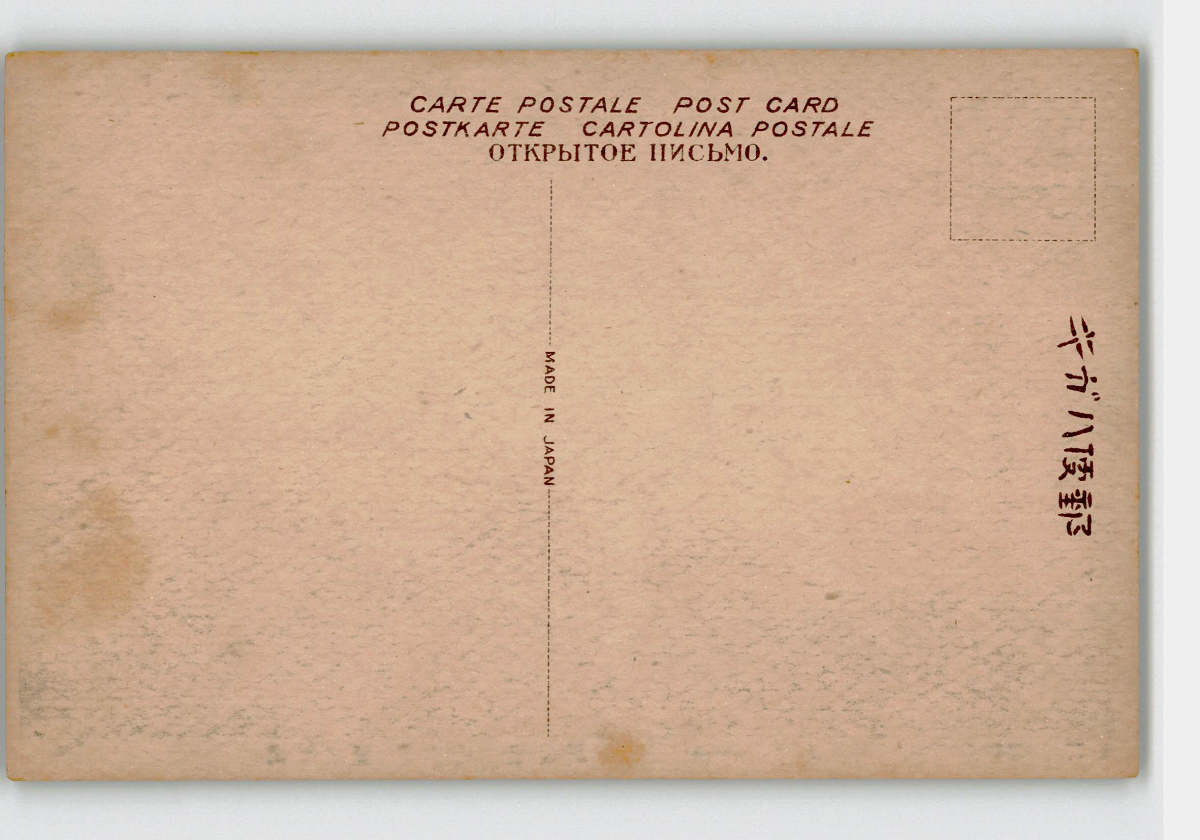 CARTE POSTALE POST CARD
POSTKARTE CARTOLINA POSTALE
ОТКРЫТОЕ ПИСЬМО.
MADE IN JAPAN
キガハ便郵